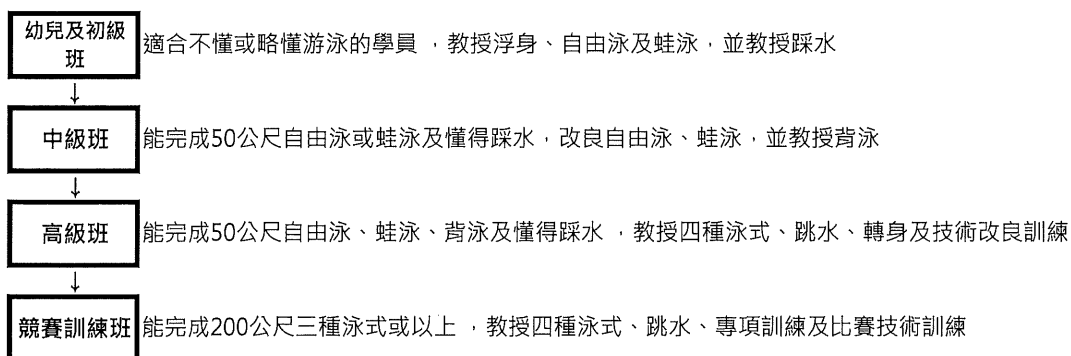 幼兒及初級
班
適合不懂或略懂游泳的學員，教授浮身、自由泳及蛙泳，並教授踩水
↓
中級班
能完成50公尺自由泳或蛙泳及懂得踩水，改良自由泳、蛙泳，並教授背泳
↓
高級班
能完成50公尺自由泳、蛙泳、背泳及懂得踩水，教授四種泳式、跳水、轉身及技術改良訓練
↓
競賽訓練班
能完成200公尺三種泳式或以上，教授四種泳式、跳水、專項訓練及比賽技術訓練